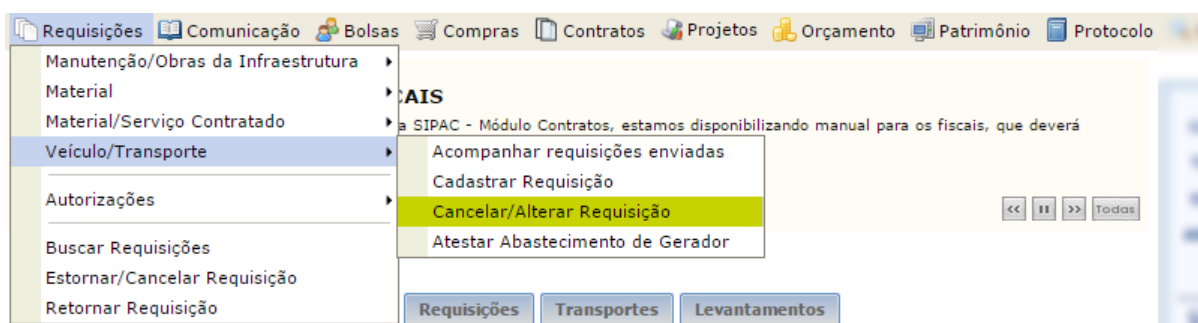 Requisições Comunicação Bolsas Compras Contratos Projetos Orçamento Patrimônio Protocolo
Manutenção/Obras da Infraestrutura
Material
CAIS
Material/Serviço Contratado
a SIPAC - Módulo Contratos, estamos disponibilizando manual para os fiscais, que deverá
Veículo/Transporte
Acompanhar requisições enviadas
Cadastrar Requisição
Autorizações
Cancelar/Alterar Requisição
<< II >> Todas
Atestar Abastecimento de Gerador
Buscar Requisições
Estornar/Cancelar Requisição
Retornar Requisição
Requisições Transportes Levantamentos